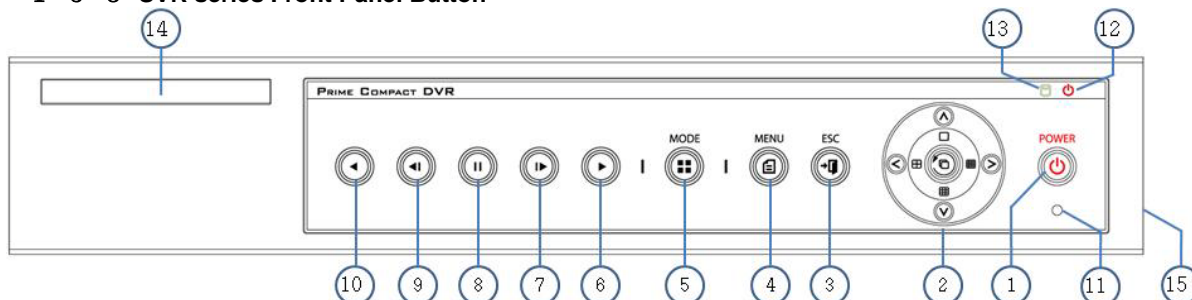 DVR series Front Panel Button
14
13
12
PRIME COMPACT DVR
MODE
MENU
ESC
POWER
10
9
8
7
6
5
4
3
2
1
11
15